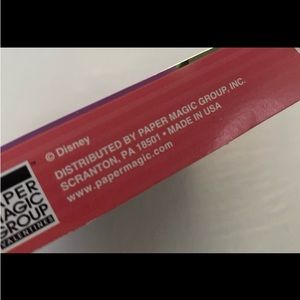 © Disney
DISTRIBUTED BY PAPER MAGIC GROUP, INC.
SCRANTON, PA 18501 • MADE IN USA
www.papermagic.com
PAPER
MAGIC
GROUP
VALENTINES